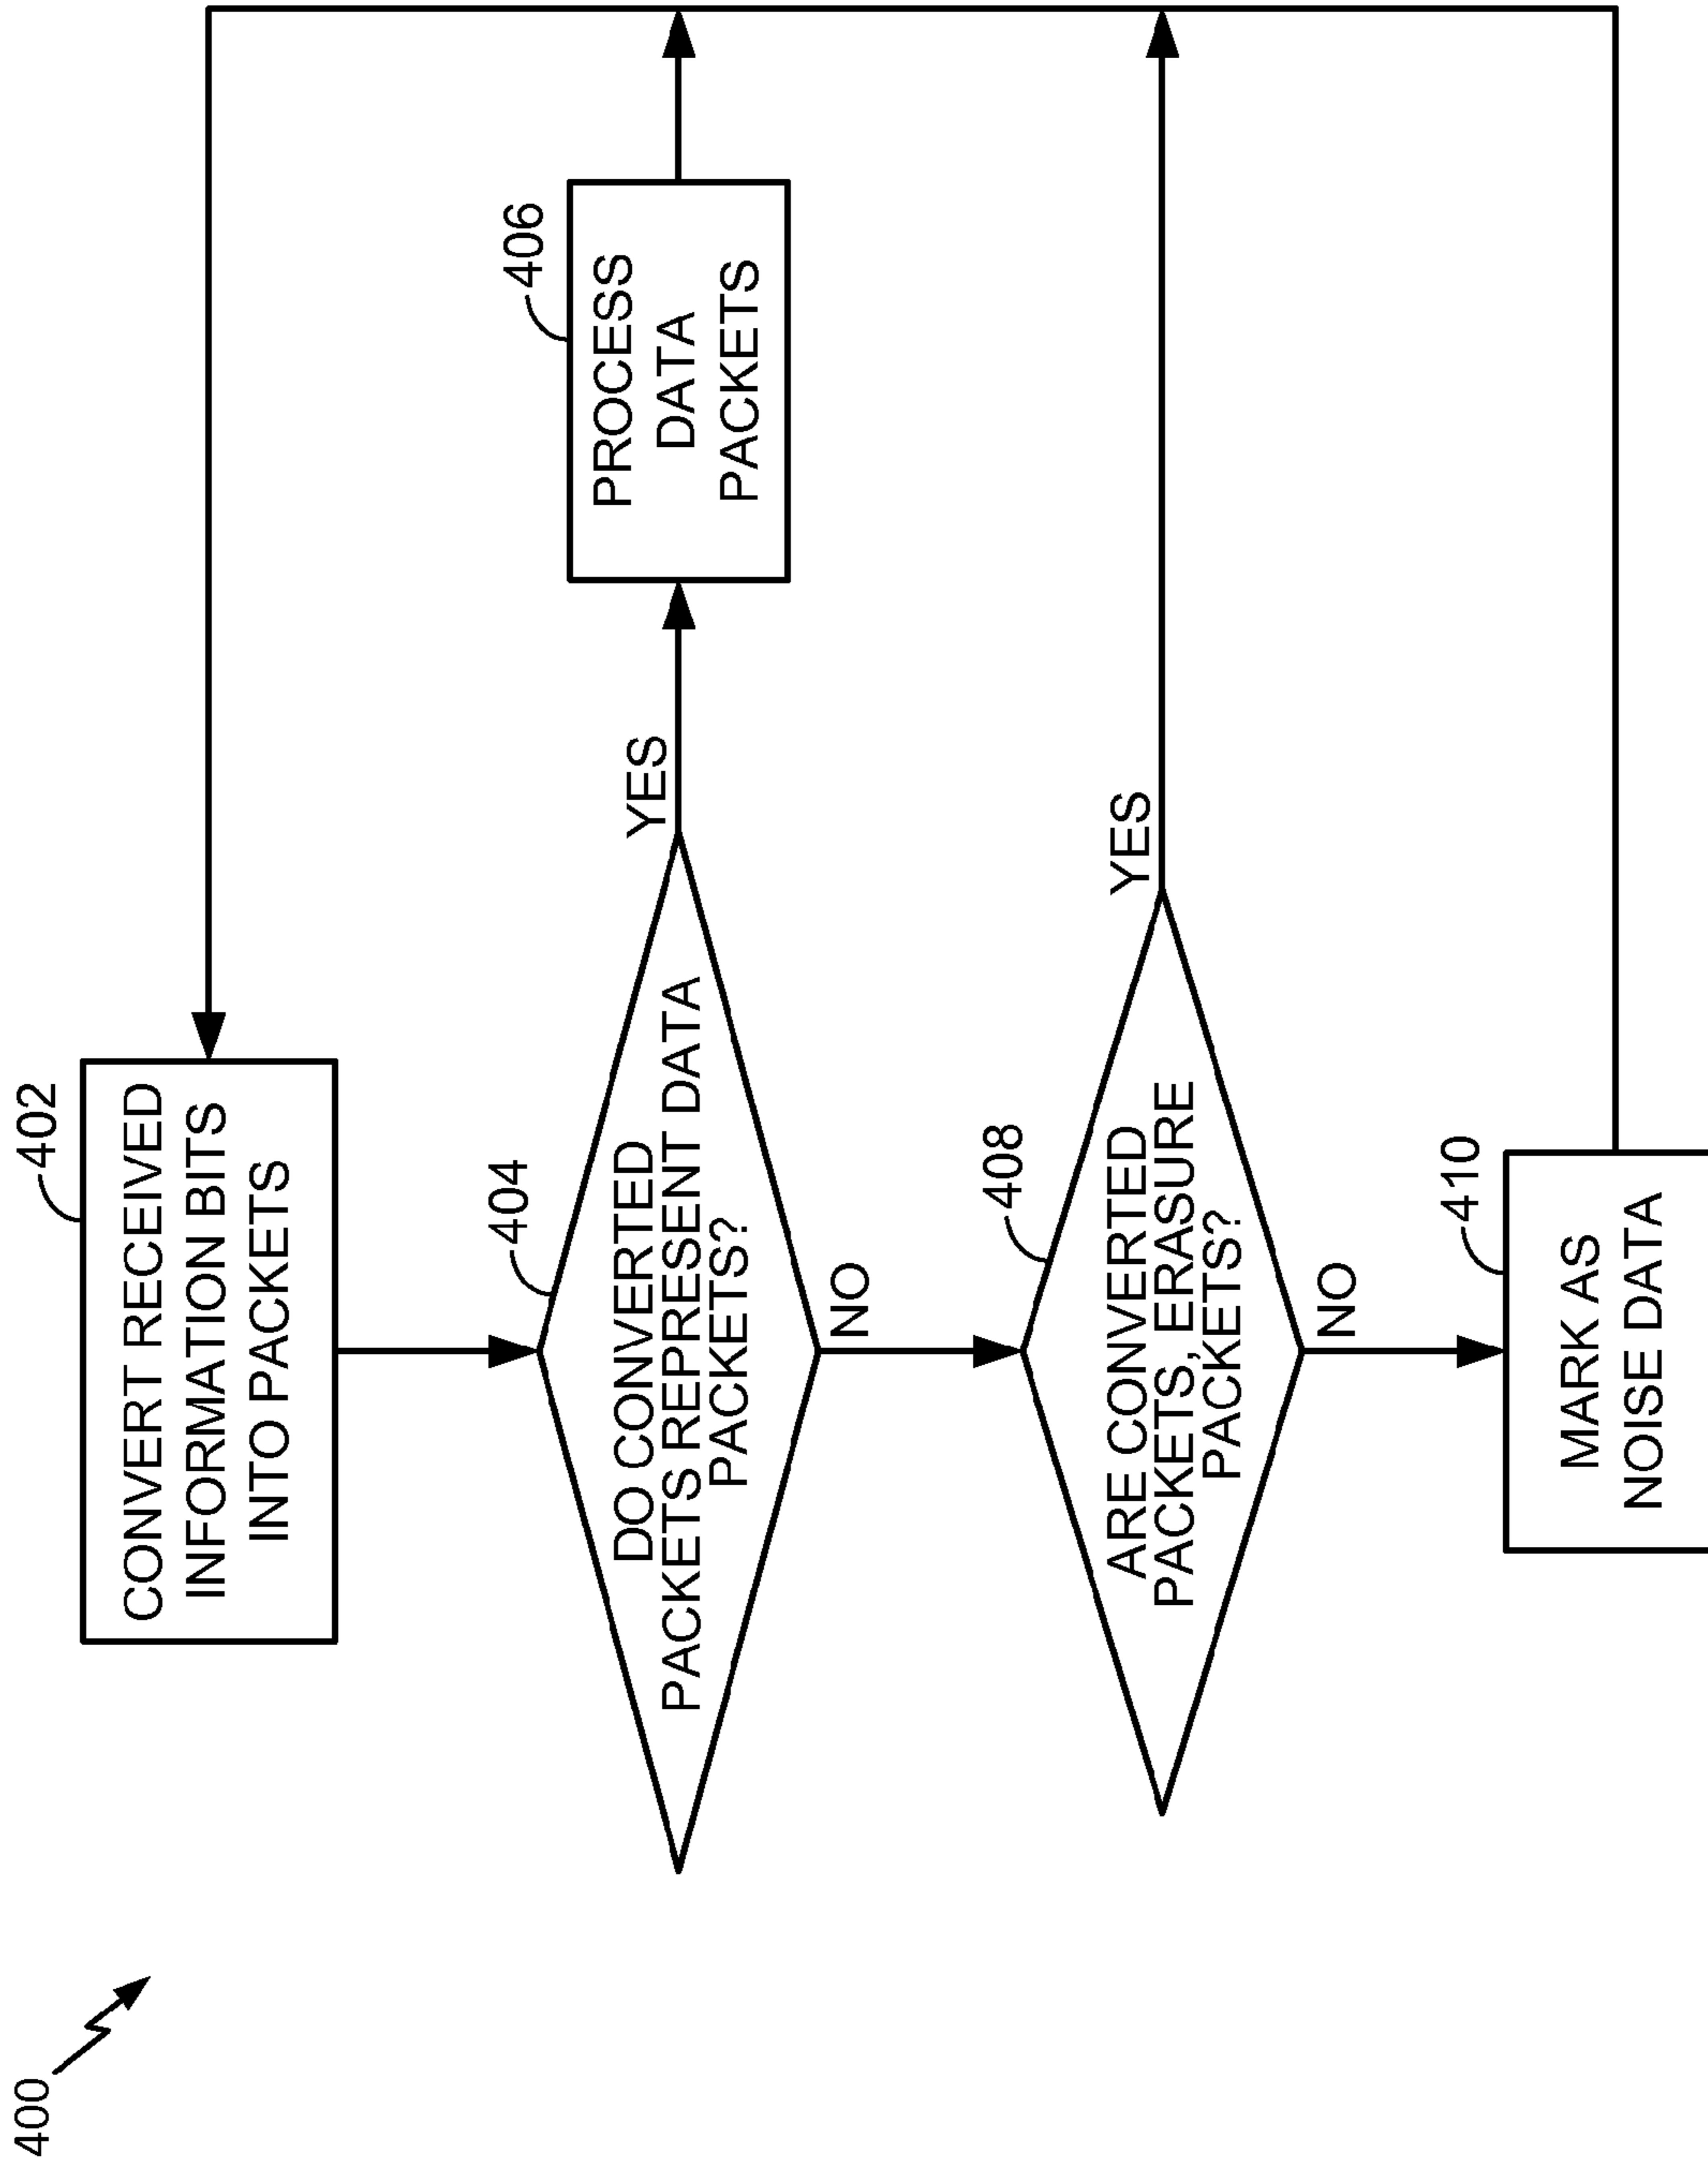 400
402
CONVERT RECEIVED
INFORMATION BITS
INTO PACKETS
404
DO CONVERTED
PACKETS REPRESENT DATA
PACKETS?
YES
406
PROCESS
DATA
PACKETS
NO
408
ARE CONVERTED
PACKETS, ERASURE
PACKETS?
YES
NO
410
MARK AS
NOISE DATA